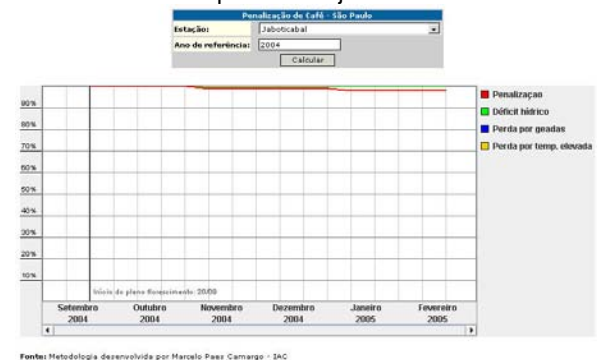 Penalização de Café - São Paulo
Estação: Jaboticabal
Ano de referência: 2004
Calcular
Penalizaçao
Déficit hídrico
Perda por geadas
Perda por temp. elevada
90%
80%
70%
60%
50%
40%
30%
20%
10%
Início do pleno florescimento: 20/09
Setembro Outubro Novembro Dezembro Janeiro Fevereiro
2004 2004 2004 2004 2005 2005
Fonte: Metodologia desenvolvida por Marcelo Paes Camargo - IAC